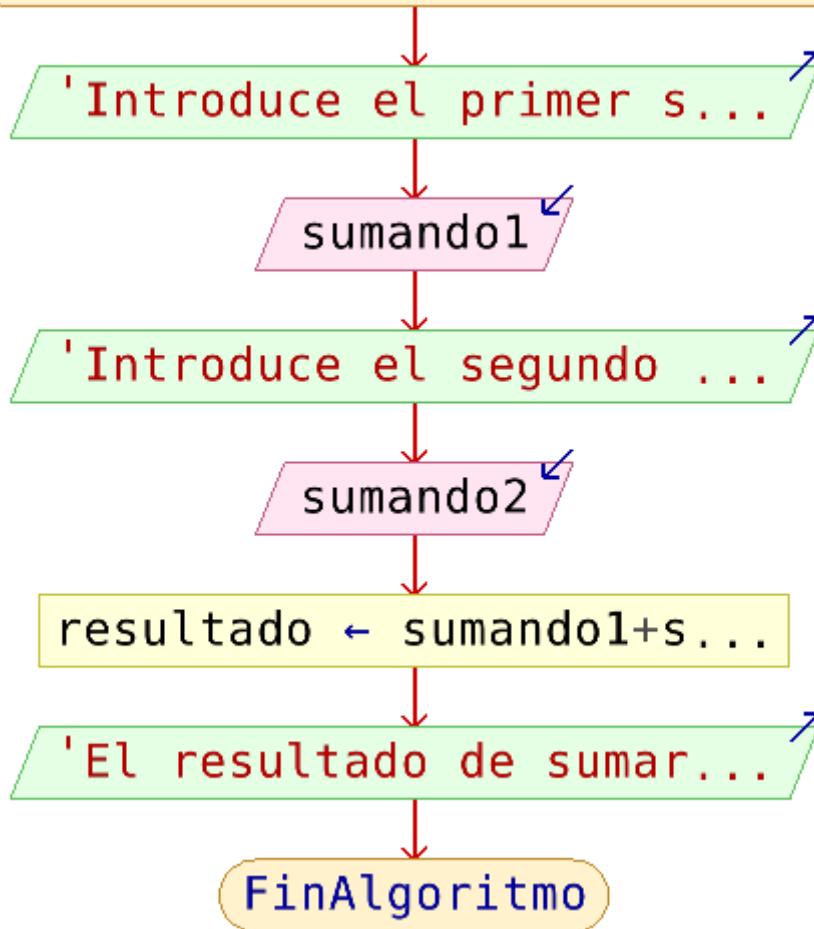 'Introduce el primer s...
sumando1
'Introduce el segundo ...
sumando2
resultado ← sumando1+s...
'El resultado de sumar...
FinAlgoritmo